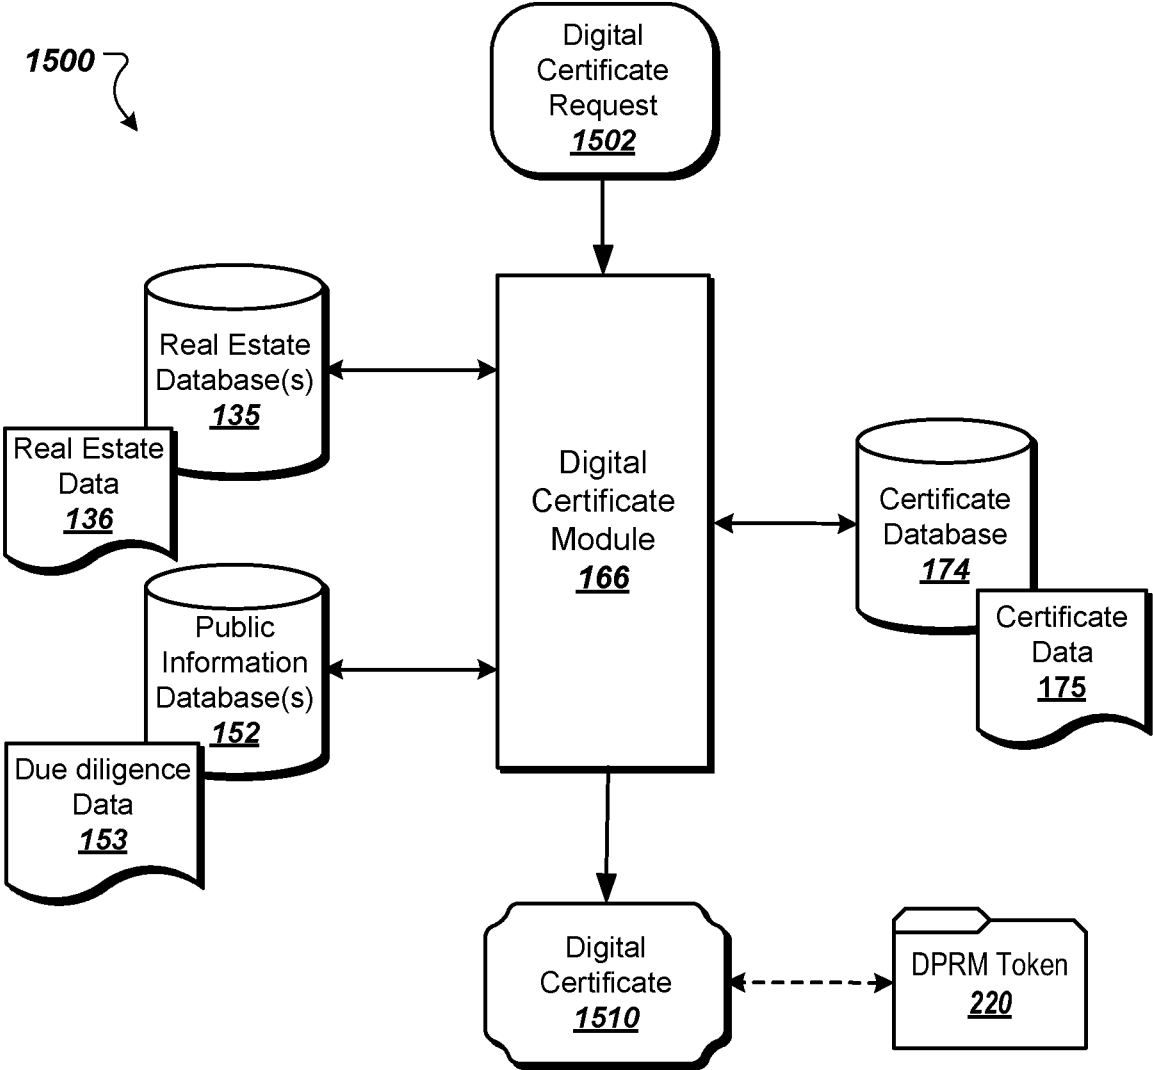 1500
Digital
Certificate
Request
1502
Real Estate
Database(s)
135
Real Estate
Data
136
Digital
Certificate
Module
166
Certificate
Database
174
Certificate
Data
175
Public
Information
Database(s)
152
Due diligence
Data
153
Digital
Certificate
1510
DPRM Token
220